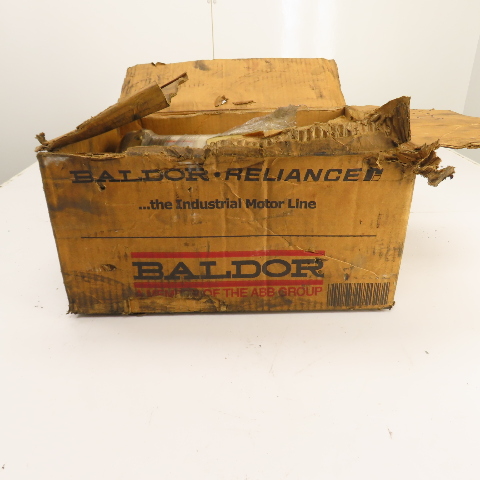 BALDOR • RELIANCE
...the Industrial Motor Line
BALDOR
A MEMBER OF THE ABB GROUP